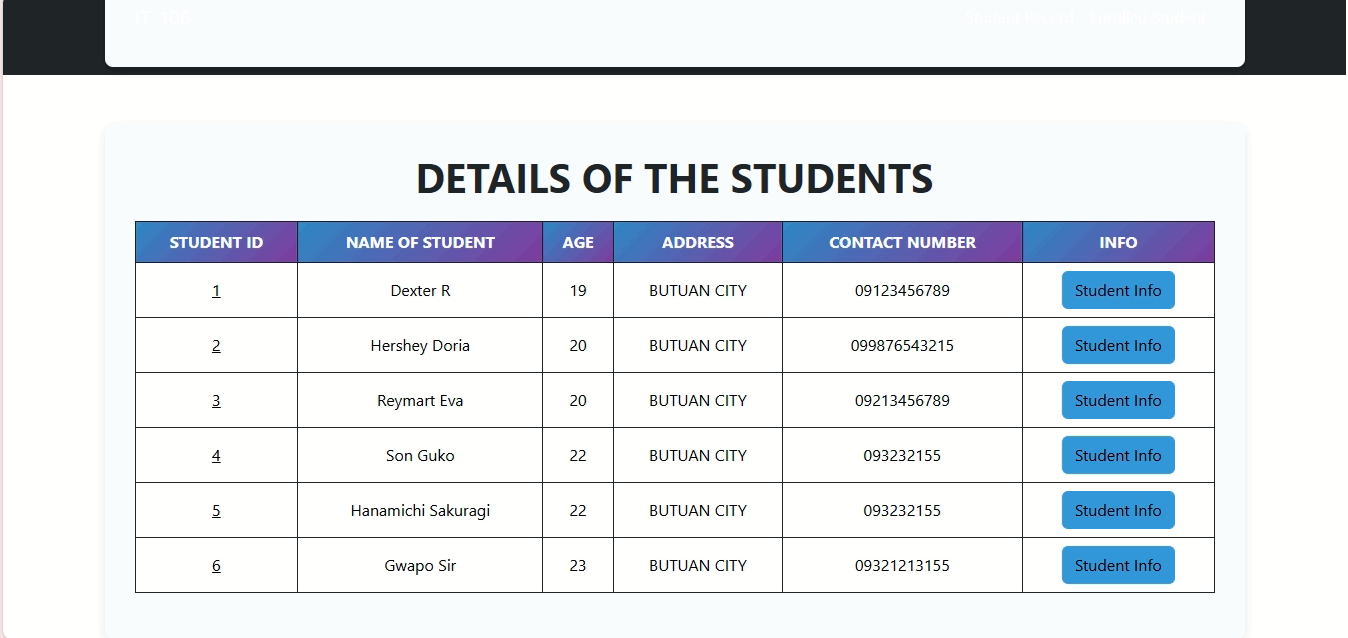 IT 106
Student Record Enrolled Student
DETAILS OF THE STUDENTS
STUDENT ID NAME OF STUDENT AGE ADDRESS CONTACT NUMBER INFO
1 Dexter R 19 BUTUAN CITY 09123456789 Student Info
2 Hershey Doria 20 BUTUAN CITY 099876543215 Student Info
3 Reymart Eva 20 BUTUAN CITY 09213456789 Student Info
4 Son Guko 22 BUTUAN CITY 093232155 Student Info
5 Hanamichi Sakuragi 22 BUTUAN CITY 093232155 Student Info
6 Gwapo Sir 23 BUTUAN CITY 09321213155 Student Info